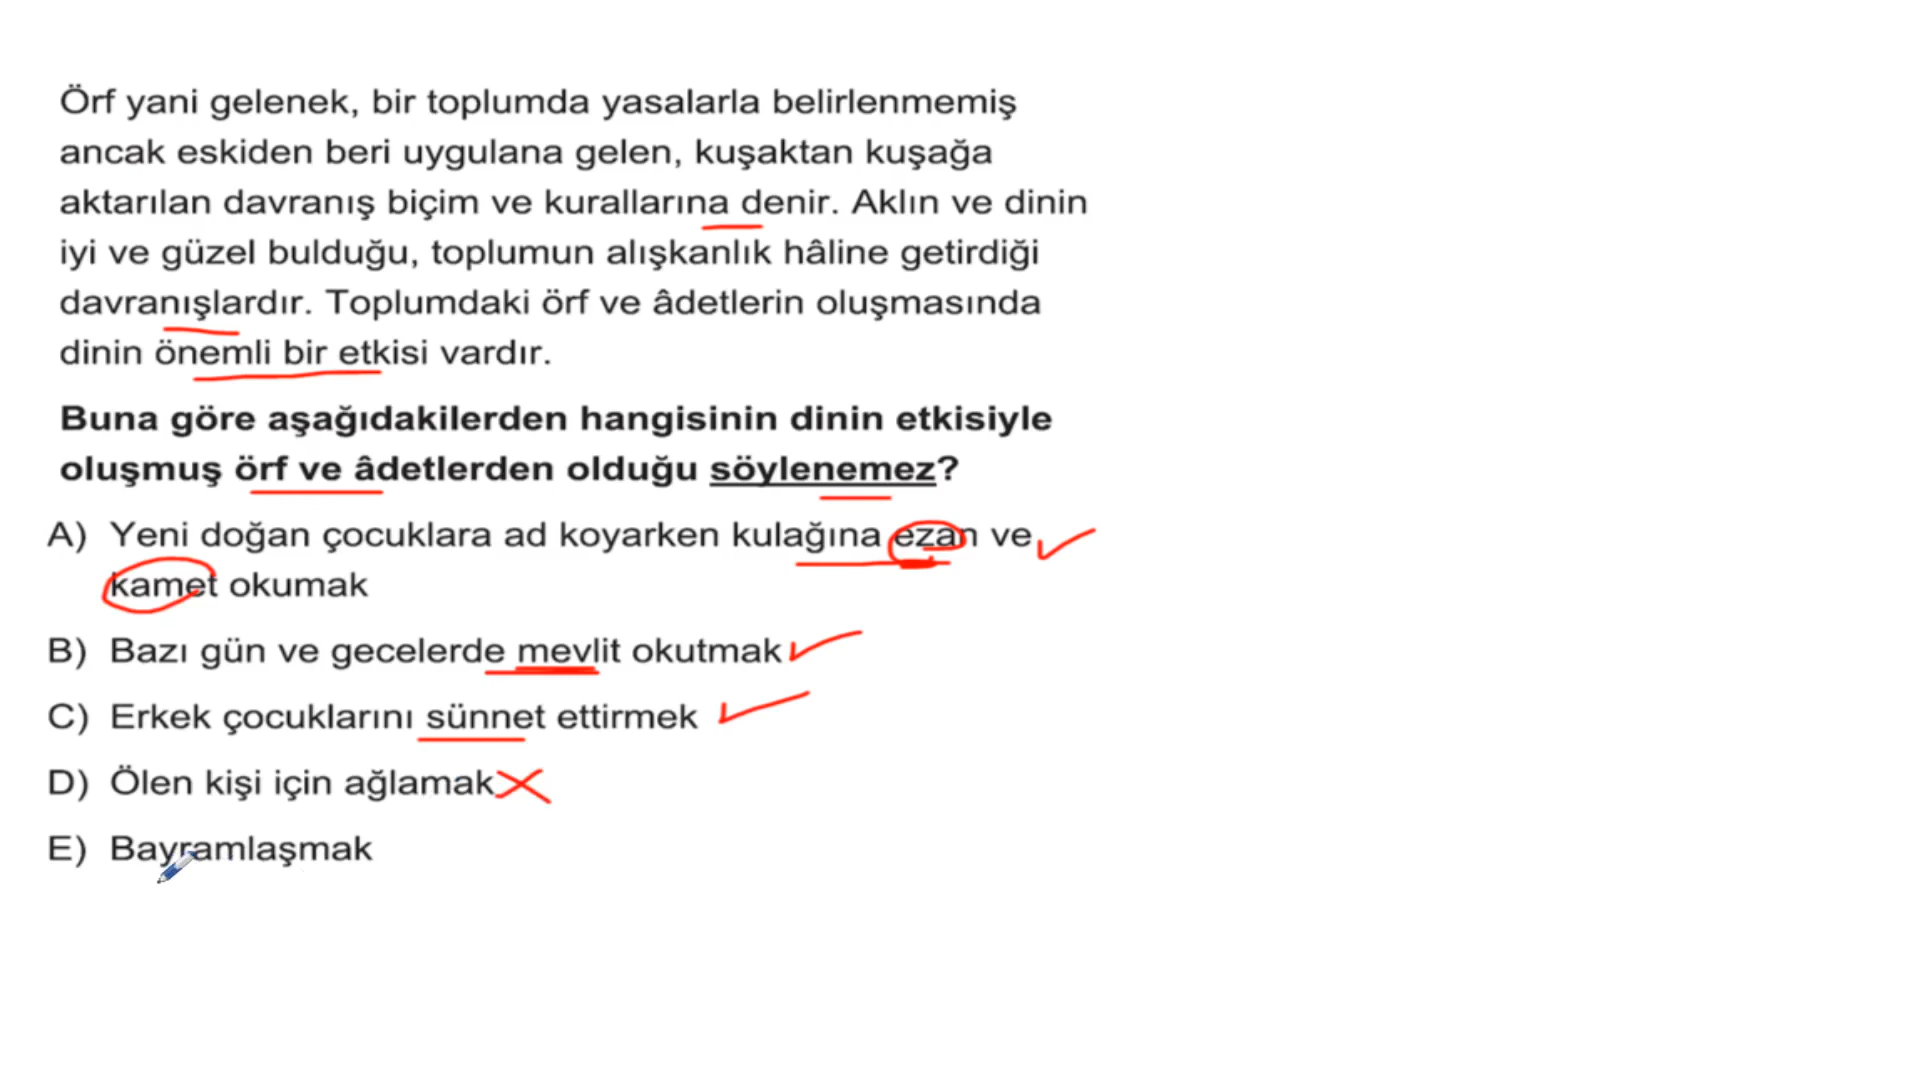 Örf yani gelenek, bir toplumda yasalarla belirlenmemiş
ancak eskiden beri uygulana gelen, kuşaktan kuşağa
aktarılan davranış biçim ve kurallarına denir. Aklın ve dinin
iyi ve güzel bulduğu, toplumun alışkanlık hâline getirdiği
davranışlardır. Toplumdaki örf ve âdetlerin oluşmasında
dinin önemli bir etkisi vardır.
Buna göre aşağıdakilerden hangisinin dinin etkisiyle
oluşmuş örf ve âdetlerden olduğu söylenemez?
A) Yeni doğan çocuklara ad koyarken kulağına ezan ve
kamet okumak
B) Bazı gün ve gecelerde mevlit okutmak
C) Erkek çocuklarını sünnet ettirmek
D) Ölen kişi için ağlamak
E) Bayramlaşmak